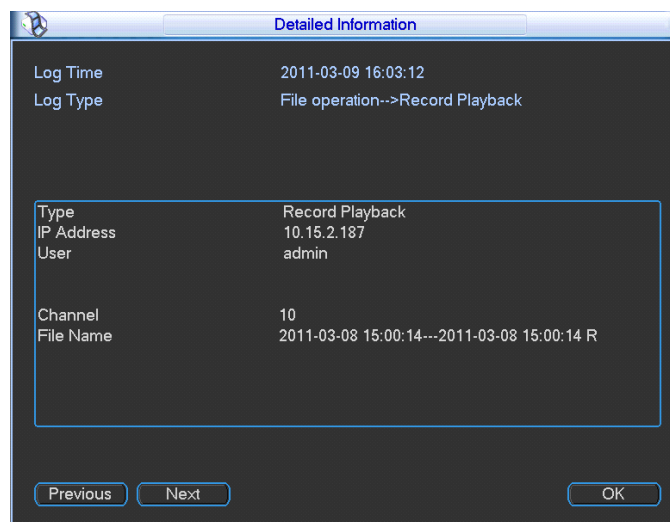 Detailed Information
Log Time 2011-03-09 16:03:12
Log Type File operation-->Record Playback
Type Record Playback
IP Address 10.15.2.187
User admin
Channel 10
File Name 2011-03-08 15:00:14---2011-03-08 15:00:14 R
Previous Next OK